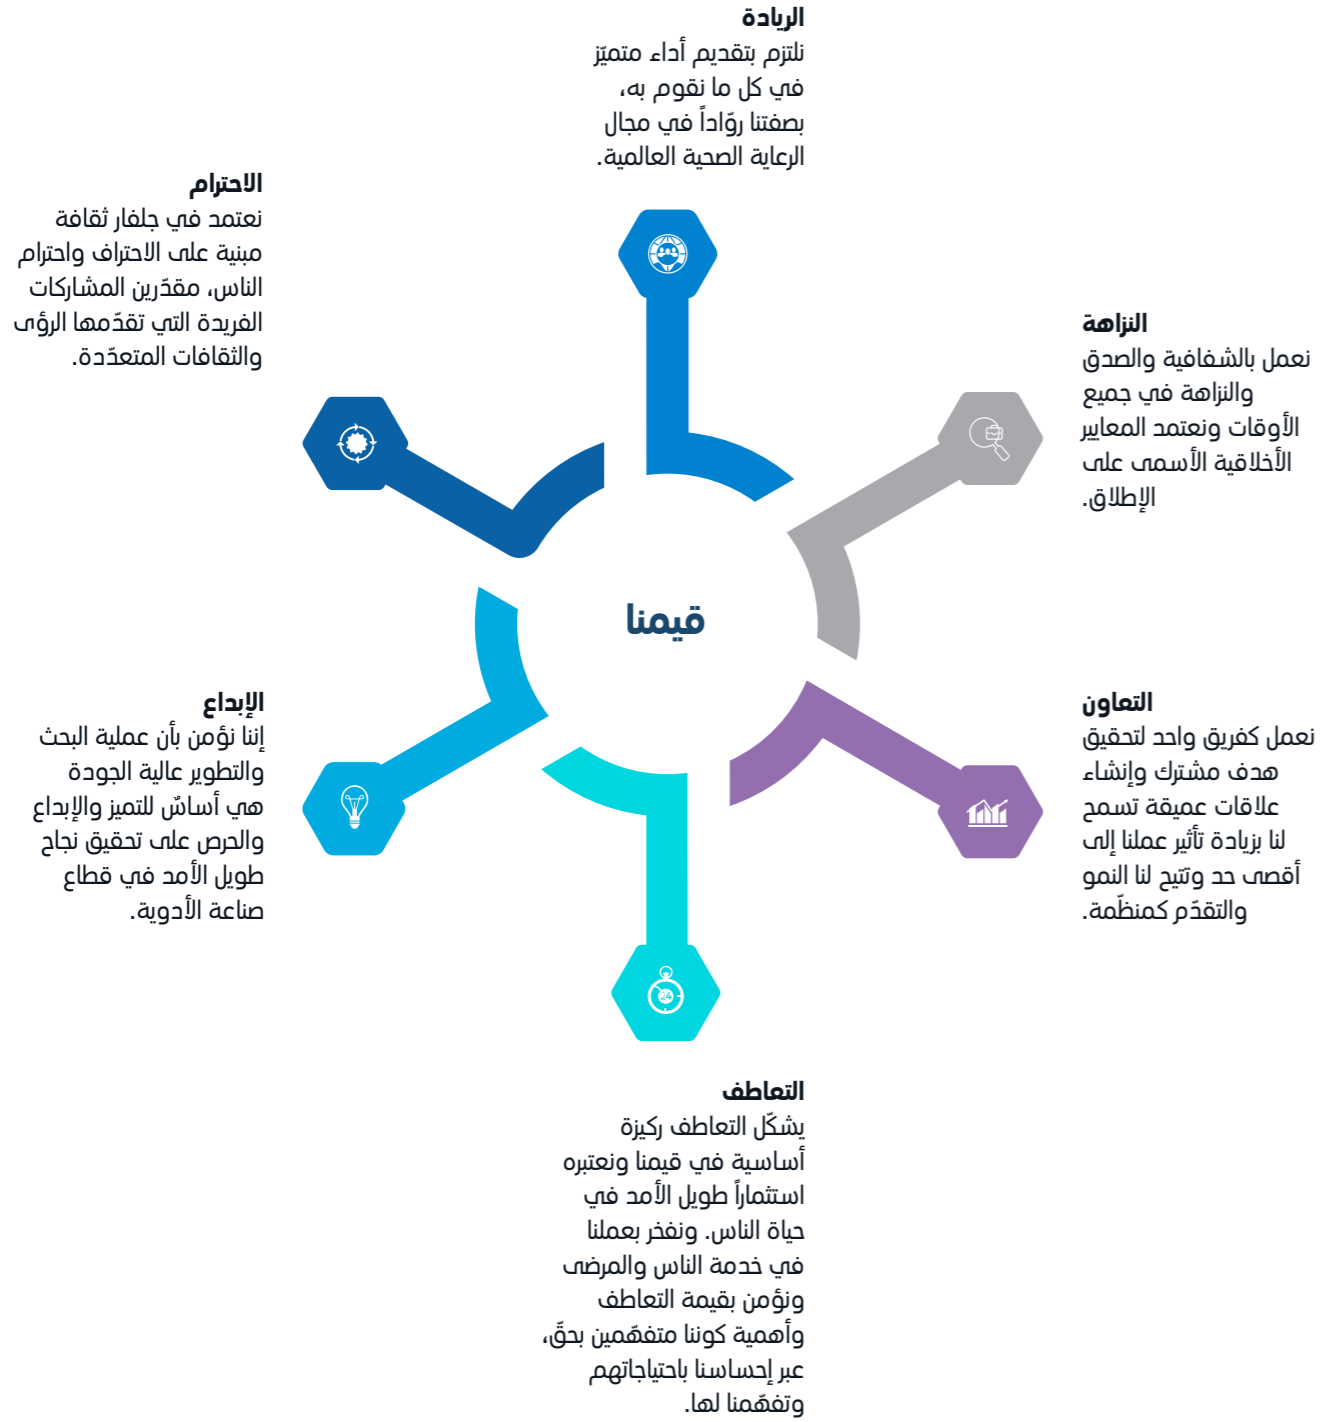 الريادة
نلتزم بتقديم أداء متميّز
في كل ما نقوم به،
بصفتنا روّاداً في مجال
الرعاية الصحية العالمية.
النزاهة
نعمل بالشفافية والصدق
والنزاهة في جميع
الأوقات ونعتمد المعايير
الأخلاقية الأسمى على
الإطلاق.
التعاون
نعمل كفريق واحد لتحقيق
هدف مشترك وإنشاء
علاقات عميقة تسمح
لنا بزيادة تأثير عملنا إلى
أقصى حد وتتيح لنا النمو
والتقدّم كمنظّمة.
التعاطف
يشكّل التعاطف ركيزة
أساسية في قيمنا ونعتبره
استثماراً طويل الأمد في
حياة الناس. ونفخر بعملنا
في خدمة الناس والمرضى
ونؤمن بقيمة التعاطف
وأهمية كوننا متفهّمين بحقّ،
عبر إحساسنا باحتياجاتهم
وتفهّمنا لها.
الإبداع
إننا نؤمن بأن عملية البحث
والتطوير عالية الجودة
هي أساسٌ للتميز والإبداع
والحرص على تحقيق نجاح
طويل الأمد في قطاع
صناعة الأدوية.
الاحترام
نعتمد في جلفار ثقافة
مبنية على الاحتراف واحترام
الناس، مقدّرين المشاركات
الفريدة التي تقدّمها الرؤى
والثقافات المتعدّدة.
قيمنا
24